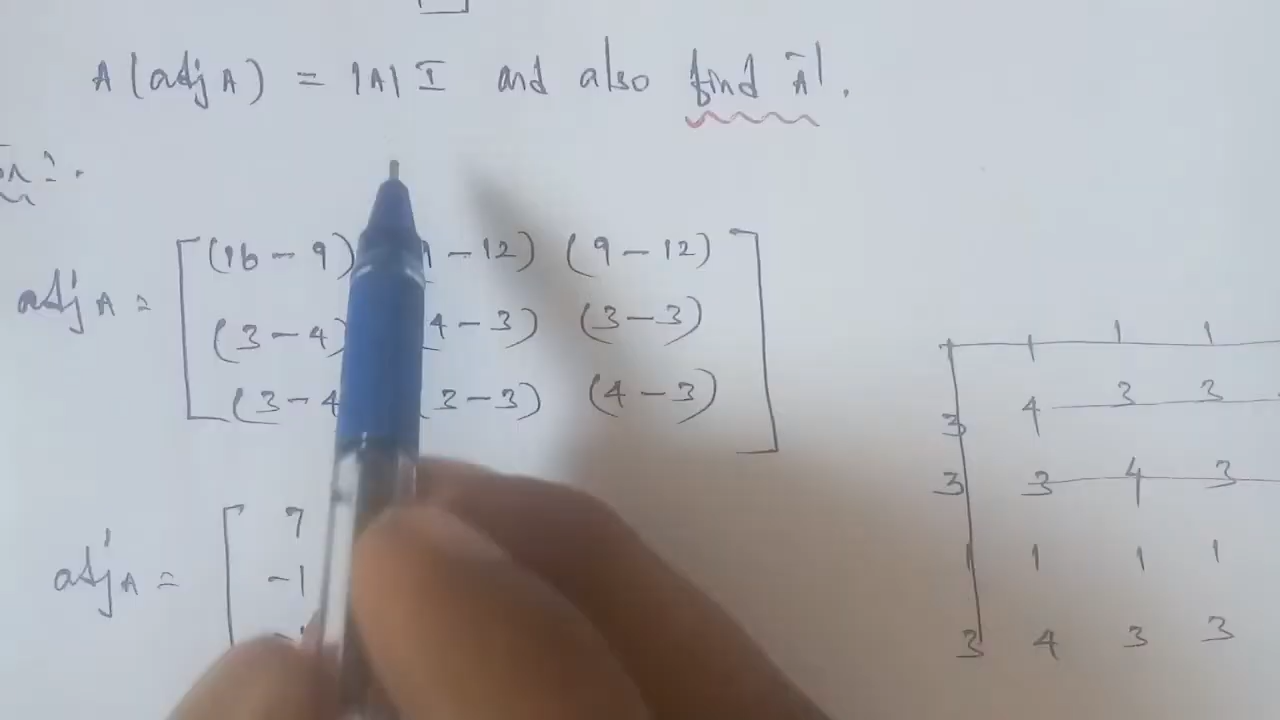 A (adj A) = |A| I and also find A⁻¹.
(16 - 9) - 12) (9 - 12)
adj A = (3 - 4) 4 - 3) (3 - 3)
(3 - 4 3 - 3) (4 - 3)
1 1 1
3 4 3 3
3 3 4 3
1 1 1 1
3 4 3 3
adj A = 7
-1